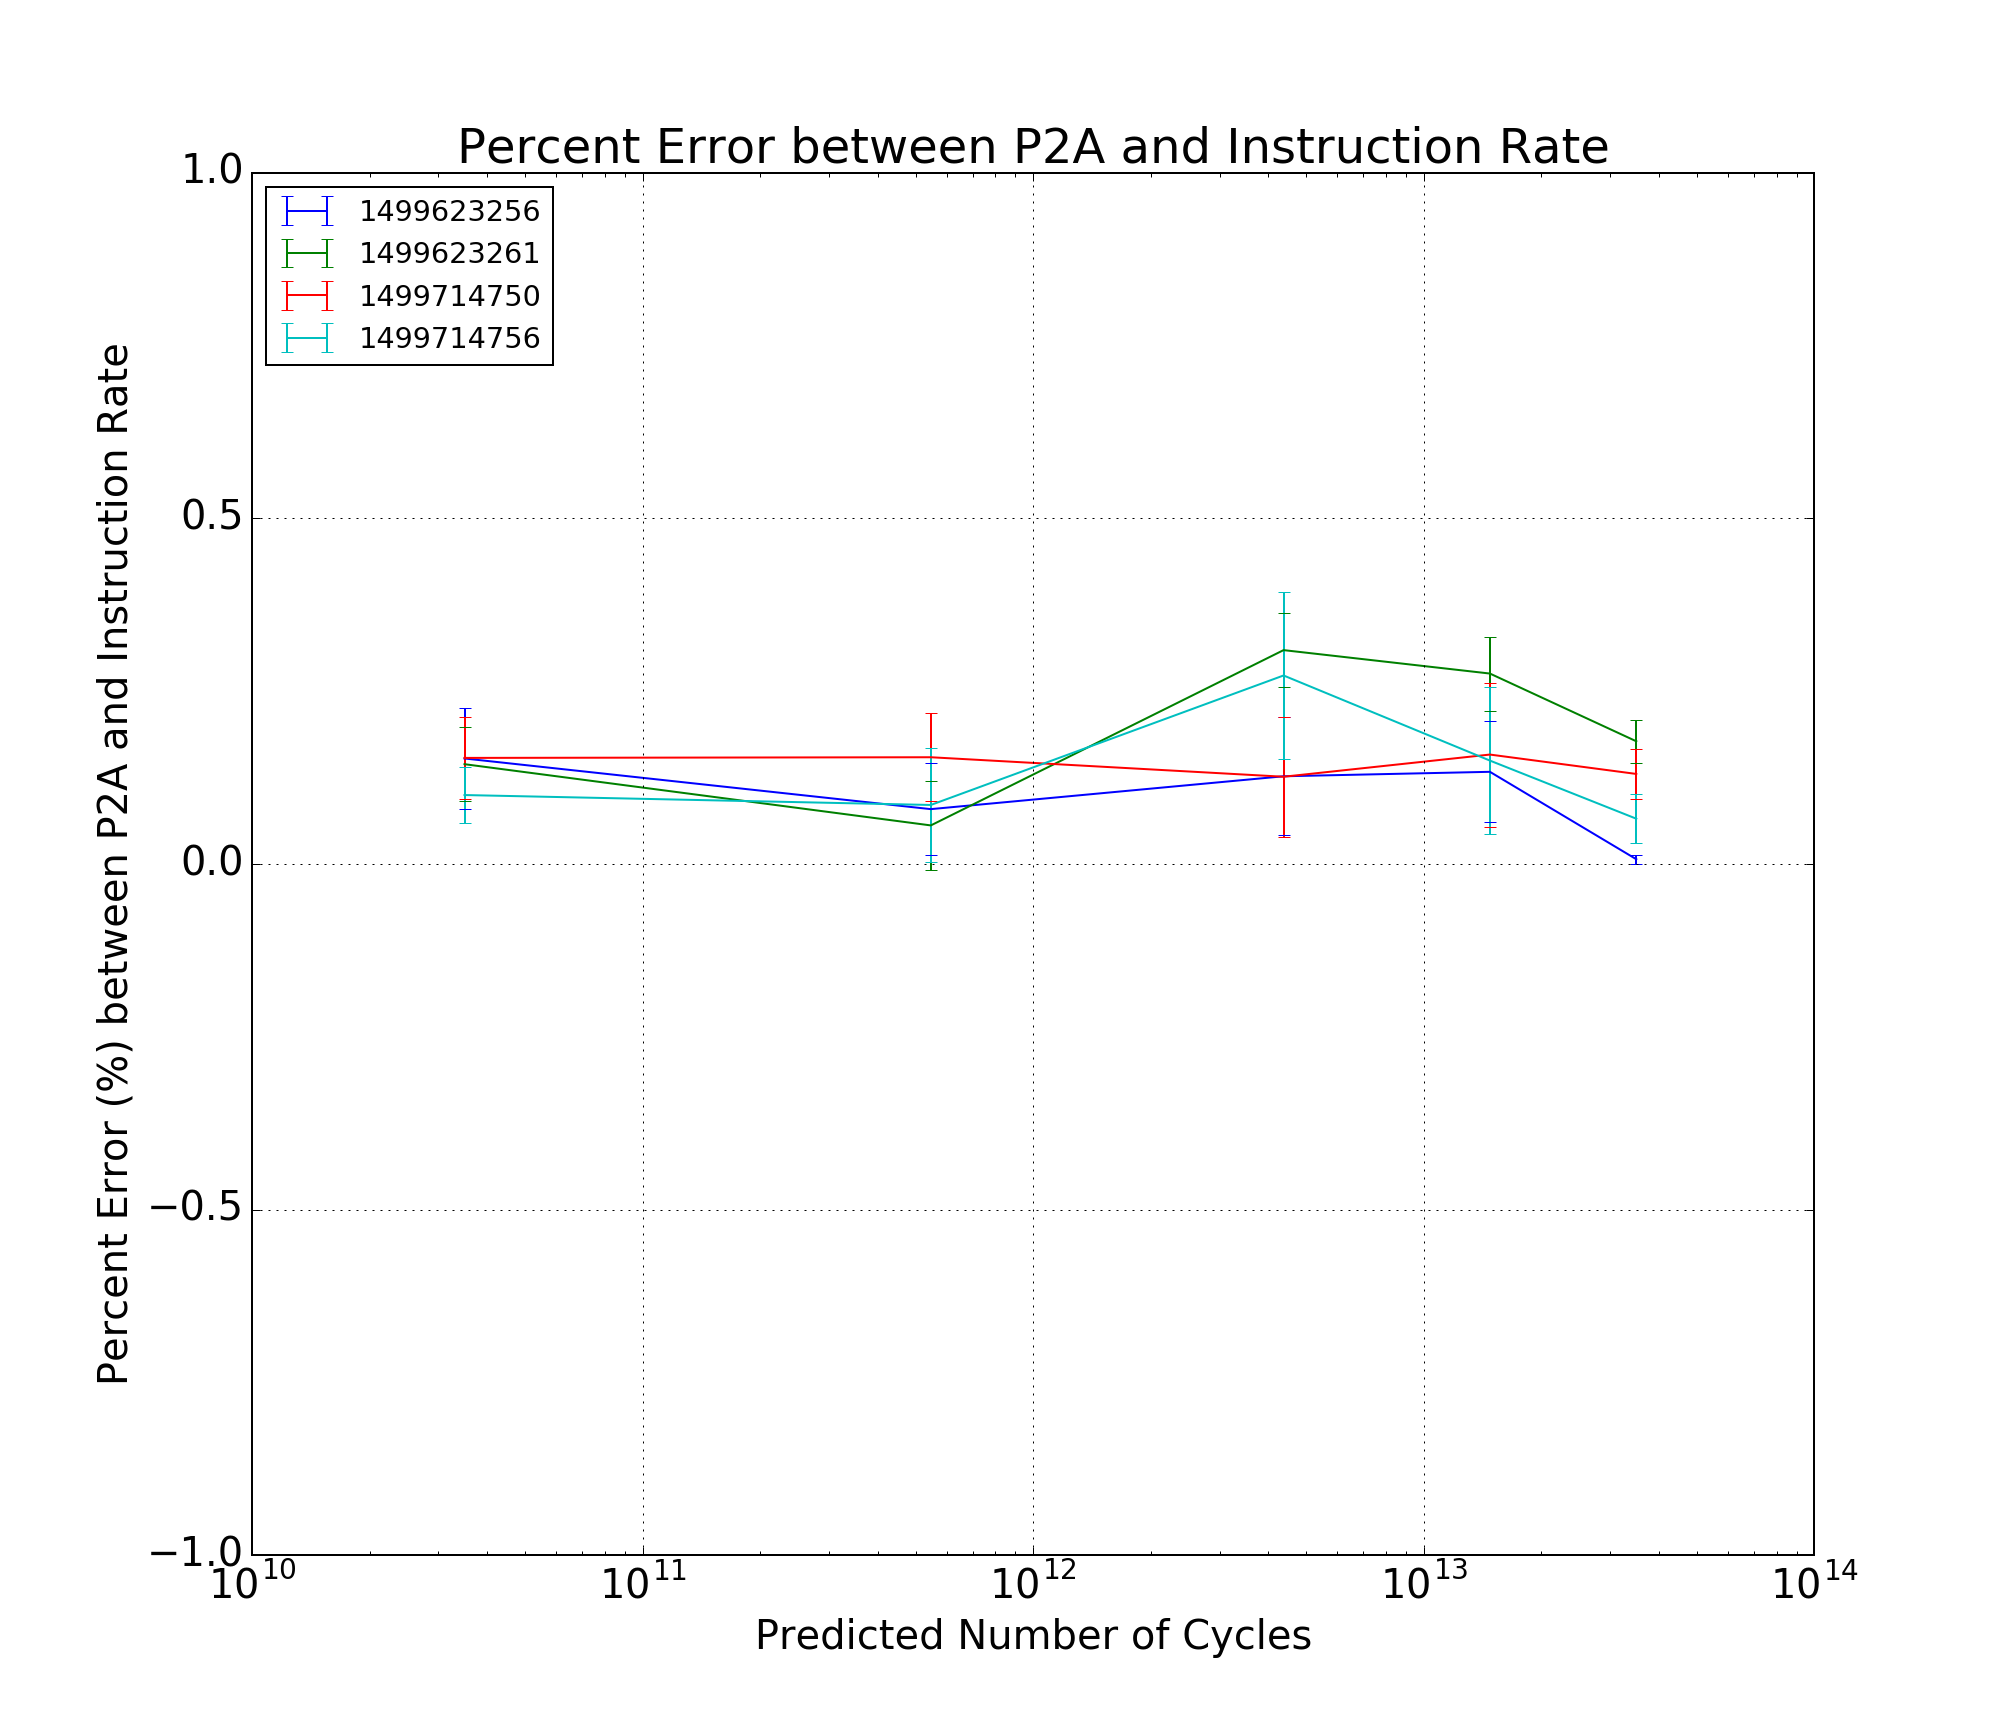 Percent Error between P2A and Instruction Rate
1.0
0.5
0.0
−0.5
−1.0
Percent Error (%) between P2A and Instruction Rate
1499623256
1499623261
1499714750
1499714756
10^10 10^11 10^12 10^13 10^14
Predicted Number of Cycles